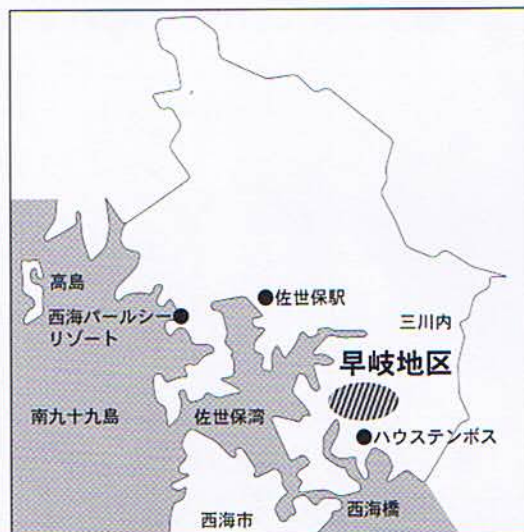 高島
西海パールシー
リゾート
佐世保駅
三川内
早岐地区
南九十九島
佐世保湾
ハウステンボス
西海市
西海橋